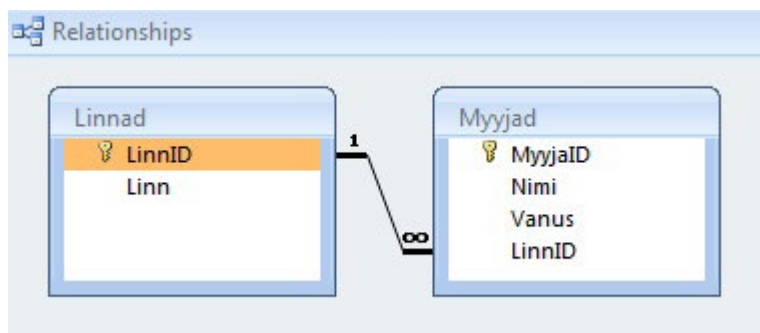 Relationships
Linnad
LinnID
Linn
1
∞
Myyjad
MyyjaID
Nimi
Vanus
LinnID